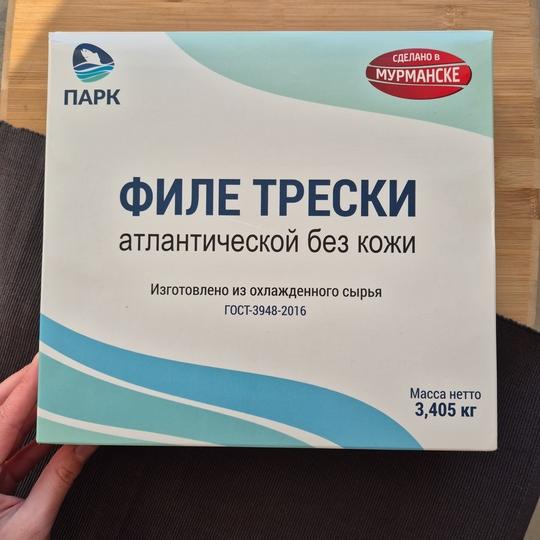 ПАРК
СДЕЛАНО В
МУРМАНСКЕ
ФИЛЕ ТРЕСКИ
атлантической без кожи
Изготовлено из охлажденного сырья
ГОСТ-3948-2016
Масса нетто
3,405 кг